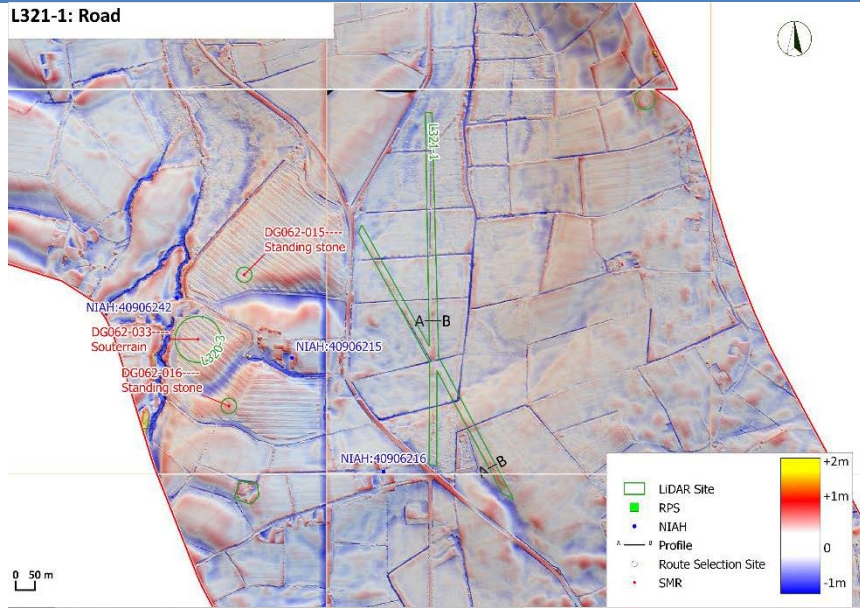 L321-1: Road
L321-1
DG062-015----
Standing stone
NIAH:40906242
DG062-033----
Souterrain
L320-3
NIAH:40906215
DG062-016----
Standing stone
A—B
NIAH:40906216
A—B
LiDAR Site
RPS
NIAH
A — B Profile
Route Selection Site
SMR
+2m
+1m
0
-1m
0 50 m